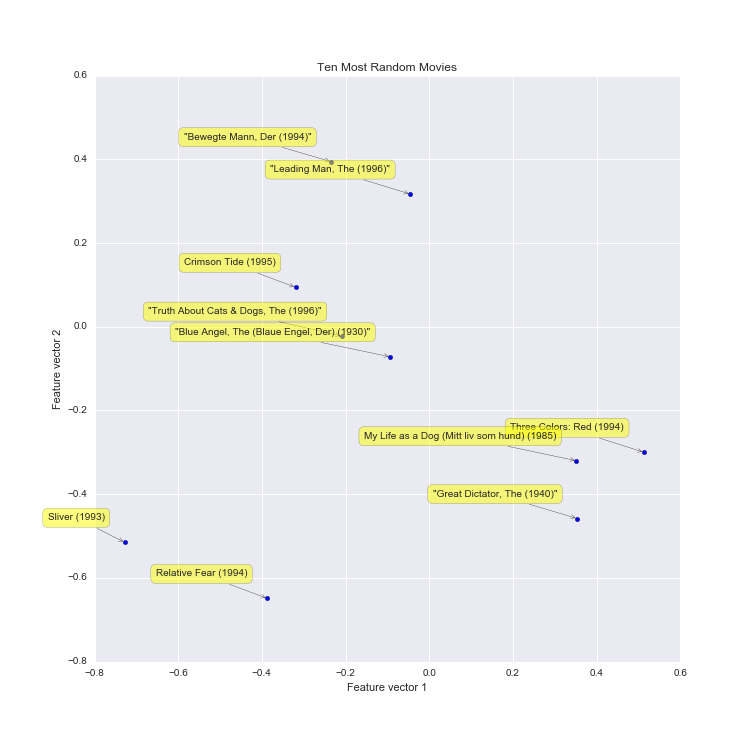 Ten Most Random Movies
0.6
"Bewegte Mann, Der (1994)"
0.4
"Leading Man, The (1996)"
Crimson Tide (1995)
0.2
"Truth About Cats & Dogs, The (1996)"
0.0
"Blue Angel, The (Blaue Engel, Der) (1930)"
Feature vector 2
−0.2
Three Colors: Red (1994)
My Life as a Dog (Mitt liv som hund) (1985)
−0.4
"Great Dictator, The (1940)"
Sliver (1993)
Relative Fear (1994)
−0.6
−0.8
−0.8 −0.6 −0.4 −0.2 0.0 0.2 0.4 0.6
Feature vector 1